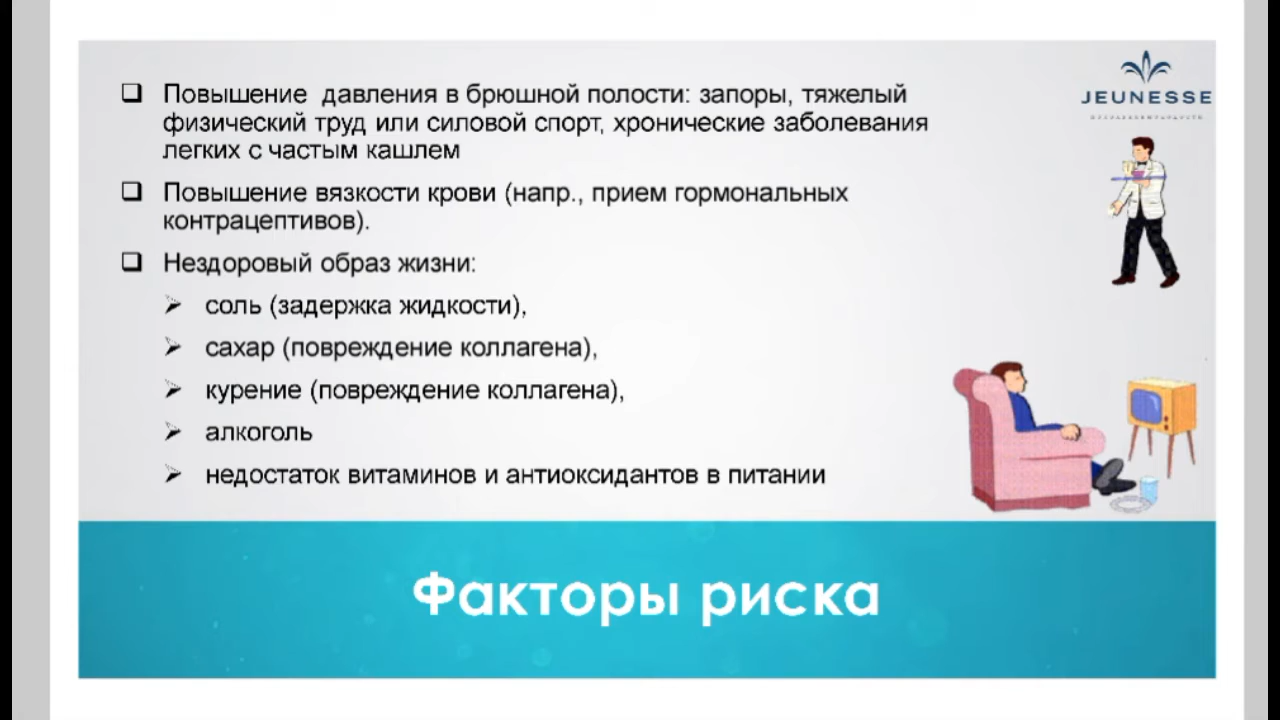 Повышение давления в брюшной полости: запоры, тяжелый
физический труд или силовой спорт, хронические заболевания
легких с частым кашлем
Повышение вязкости крови (напр., прием гормональных
контрацептивов).
Нездоровый образ жизни:
соль (задержка жидкости),
сахар (повреждение коллагена),
курение (повреждение коллагена),
алкоголь
недостаток витаминов и антиоксидантов в питании
JEUNESSE
Факторы риска